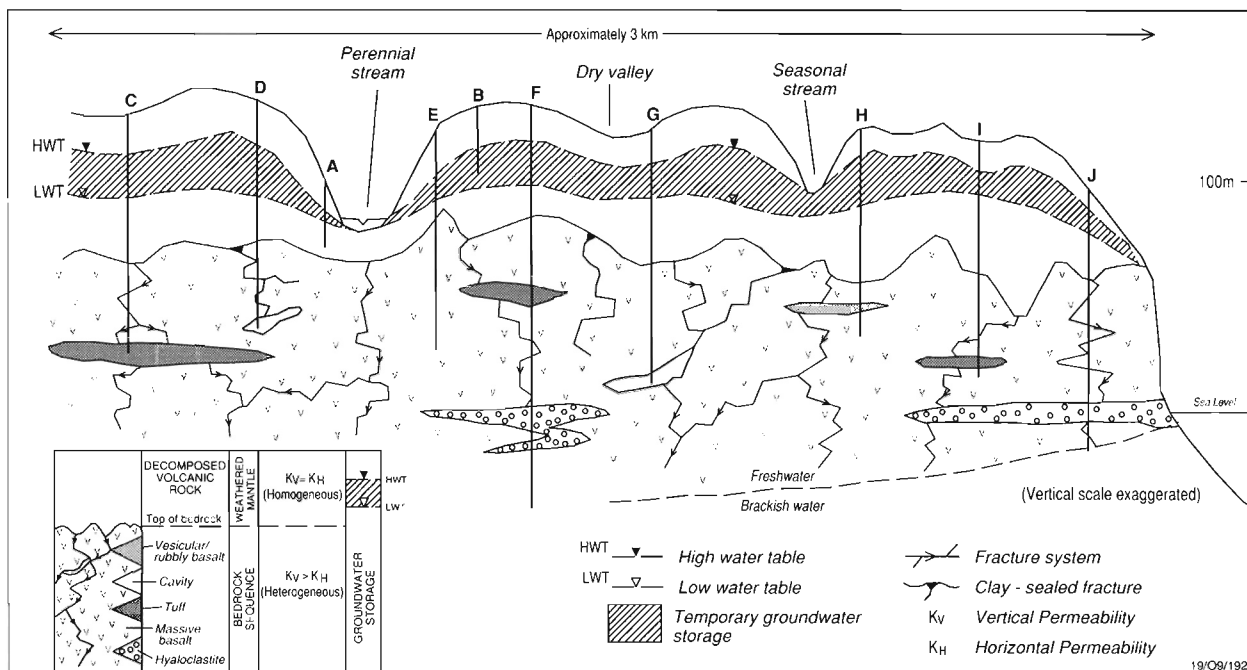 Approximately 3 km
Perennial
stream
Dry valley
Seasonal
stream
C
D
A
E
B
F
G
H
I
J
HWT
LWT
100m
Sea Level
Freshwater
Brackish water
(Vertical scale exaggerated)
DECOMPOSED
VOLCANIC
ROCK
WEATHERED
MANTLE
KV= KH
(Homogeneous)
HWT
LWT
Top of bedrock
Vesicular/
rubbly basalt
Cavity
Tuff
Massive
basalt
Hyaloclastite
BEDROCK
SEQUENCE
KV> KH
(Heterogeneous)
GROUNDWATER
STORAGE
HWT High water table
LWT Low water table
Temporary groundwater
storage
Fracture system
Clay - sealed fracture
KV Vertical Permeability
KH Horizontal Permeability
19/09/192